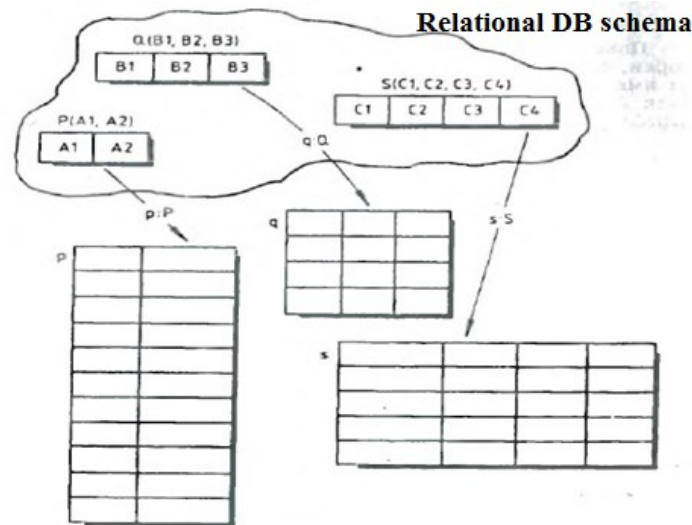 Relational DB schema
Q(B1, B2, B3)
B1 B2 B3
S(C1, C2, C3, C4)
C1 C2 C3 C4
P(A1, A2)
A1 A2
q:Q
p:P
s:S
q
p
s